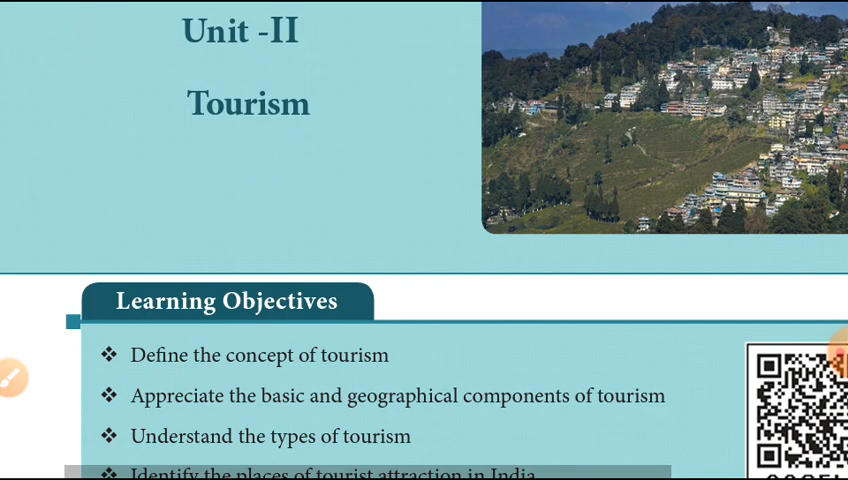 Unit -II
Tourism
Learning Objectives
❖ Define the concept of tourism
❖ Appreciate the basic and geographical components of tourism
❖ Understand the types of tourism
❖ Identify the places of tourist attraction in India